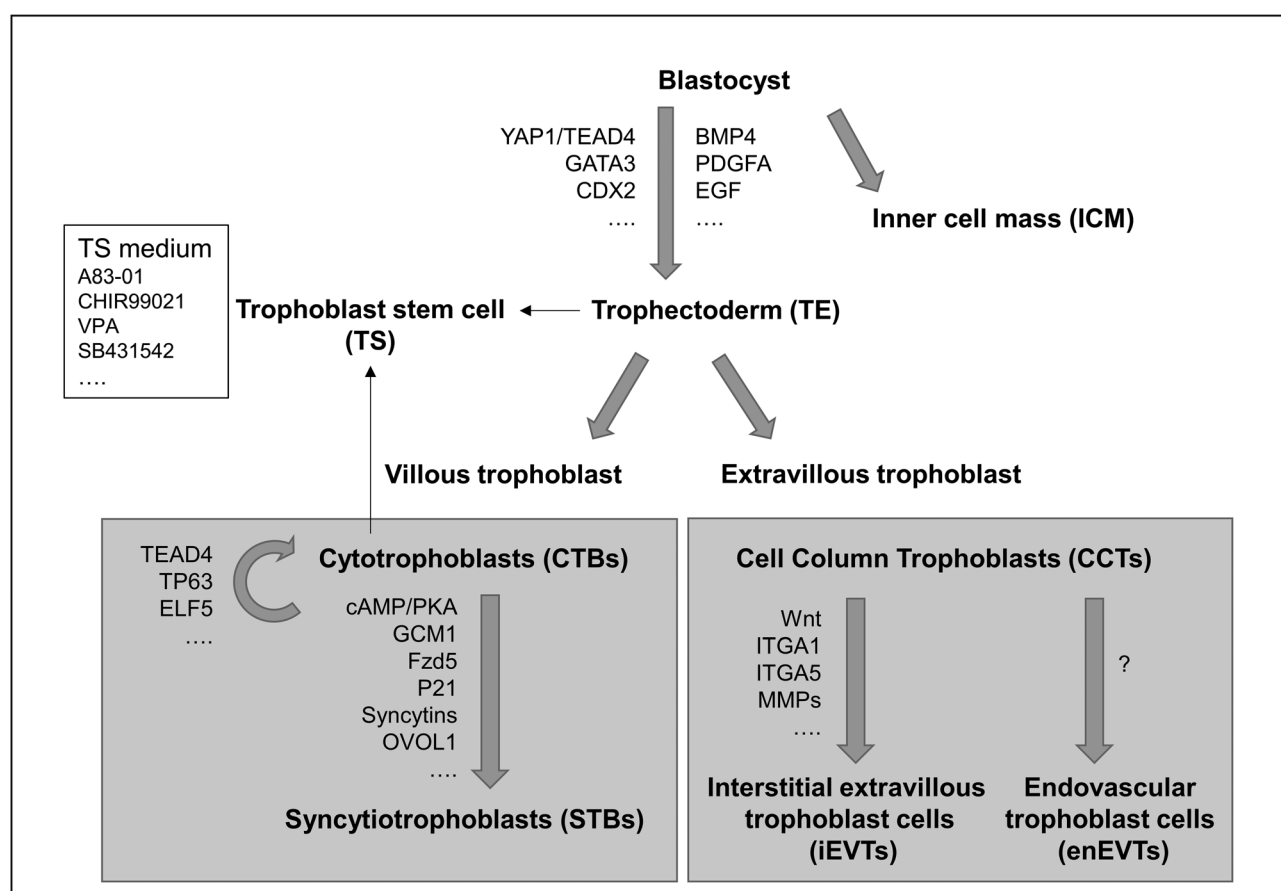 Blastocyst
YAP1/TEAD4
GATA3
CDX2
....
BMP4
PDGFA
EGF
....
Inner cell mass (ICM)
TS medium
A83-01
CHIR99021
VPA
SB431542
....
Trophoblast stem cell
(TS)
Trophectoderm (TE)
Villous trophoblast
Extravillous trophoblast
TEAD4
TP63
ELF5
....
Cytotrophoblasts (CTBs)
cAMP/PKA
GCM1
Fzd5
P21
Syncytins
OVOL1
....
Syncytiotrophoblasts (STBs)
Cell Column Trophoblasts (CCTs)
Wnt
ITGA1
ITGA5
MMPs
....
?
Interstitial extravillous
trophoblast cells
(iEVTs)
Endovascular
trophoblast cells
(enEVTs)